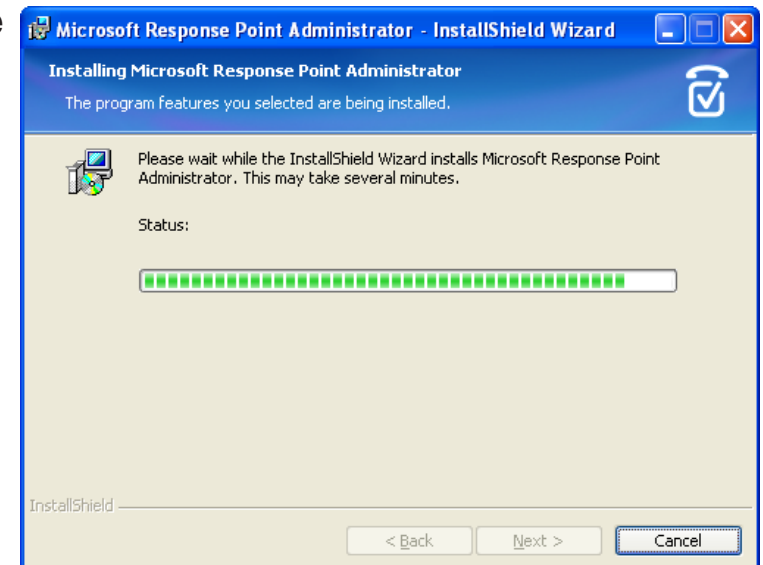 e
Microsoft Response Point Administrator - InstallShield Wizard
Installing Microsoft Response Point Administrator
The program features you selected are being installed.
Please wait while the InstallShield Wizard installs Microsoft Response Point
Administrator. This may take several minutes.
Status:
InstallShield
< Back Next > Cancel